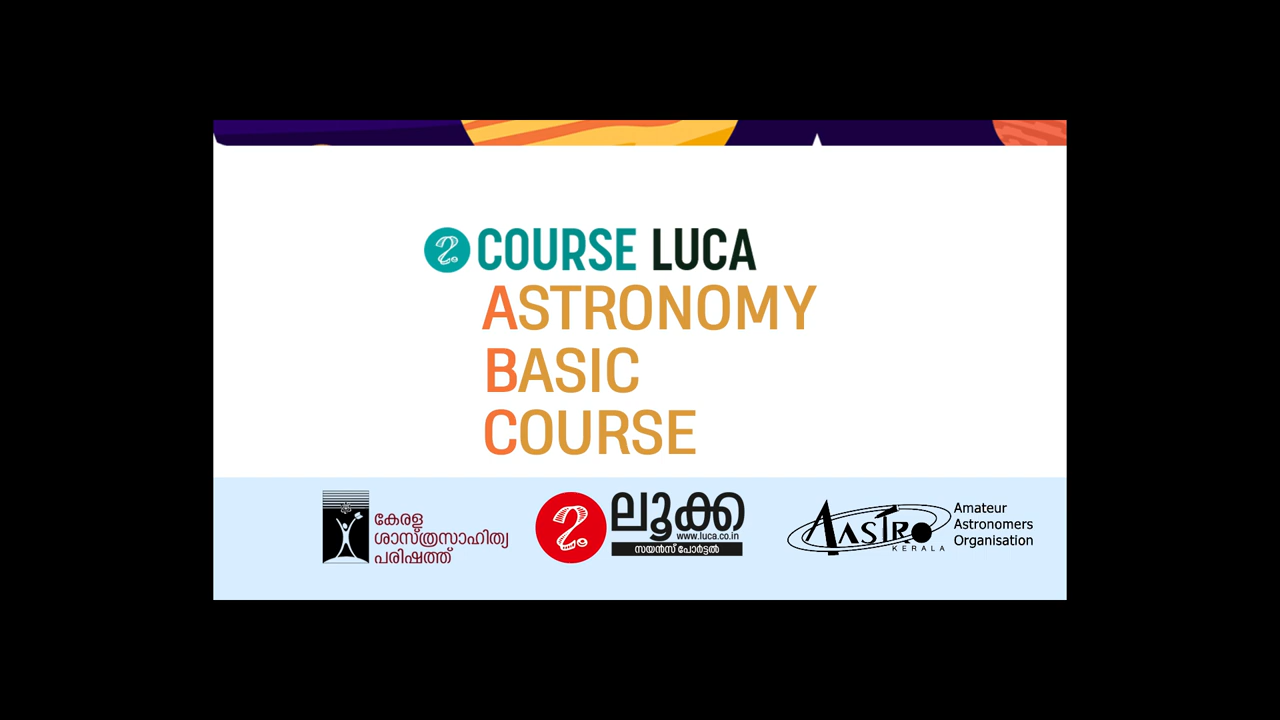 COURSE LUCA
ASTRONOMY
BASIC
COURSE
കേരള
ശാസ്ത്രസാഹിത്യ
പരിഷത്ത്
ലൂക്ക
www.luca.co.in
സയൻസ് പോർട്ടൽ
AASTRO
KERALA
Amateur
Astronomers
Organisation